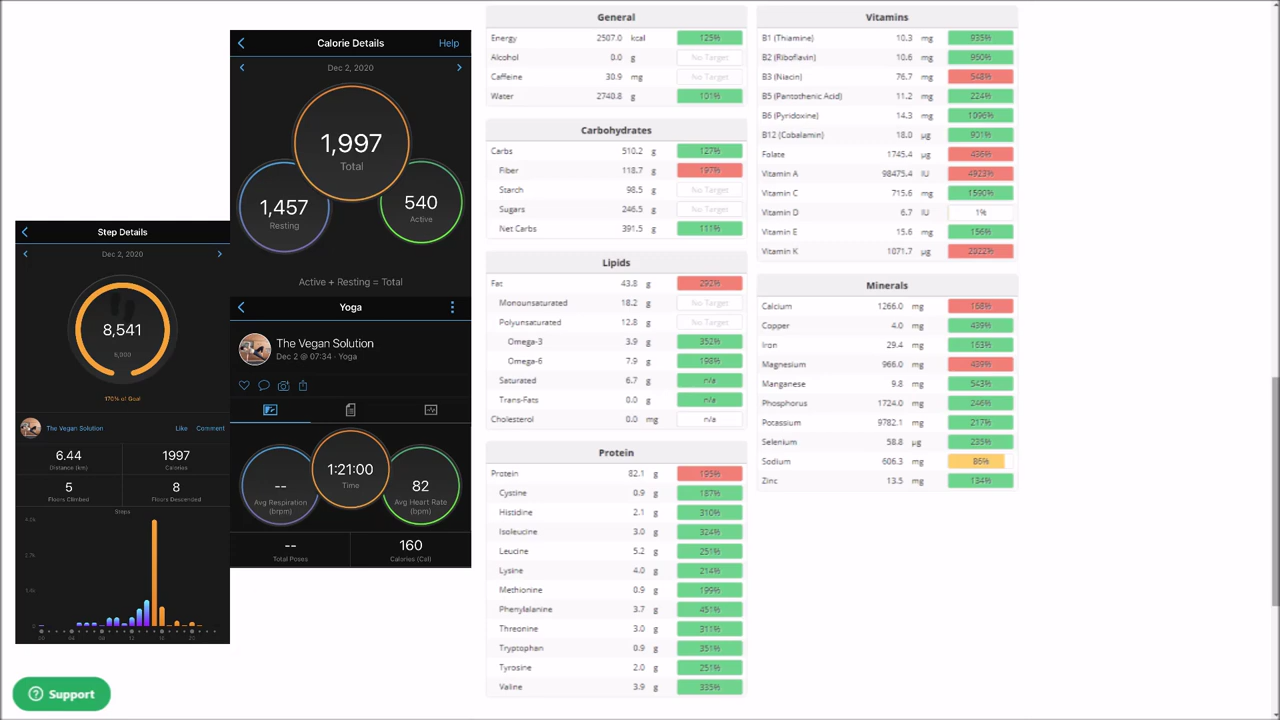 Calorie Details Help
Dec 2, 2020
1,997
Total
1,457
Resting
540
Active
Active + Resting = Total
Step Details
Dec 2, 2020
8,541
170% of Goal
The Vegan Solution Like Comment
6.44 1997
Distance (km) Calories
5 8
Floors Climbed Floors Descended
Steps
Yoga
The Vegan Solution
Dec 2 @ 07:34 · Yoga
--
Avg Respiration
(brpm)
1:21:00
Time
82
Avg Heart Rate
(bpm)
-- 160
Total Poses Calories (Cal)
General
Energy 2507.0 kcal 125%
Alcohol 0.0 g No Target
Caffeine 30.9 mg No Target
Water 2740.8 g 101%
Carbohydrates
Carbs 510.2 g 127%
Fiber 118.7 g 197%
Starch 98.5 g No Target
Sugars 246.5 g No Target
Net Carbs 391.5 g 111%
Lipids
Fat 43.8 g 292%
Monounsaturated 18.2 g No Target
Polyunsaturated 12.8 g No Target
Omega-3 3.9 g 352%
Omega-6 7.9 g 198%
Saturated 6.7 g n/a
Trans-Fats 0.0 g n/a
Cholesterol 0.0 mg n/a
Protein
Protein 82.1 g 195%
Cystine 0.9 g 187%
Histidine 2.1 g 310%
Isoleucine 3.0 g 324%
Leucine 5.2 g 251%
Lysine 4.0 g 214%
Methionine 0.9 g 199%
Phenylalanine 3.7 g 451%
Threonine 3.0 g 311%
Tryptophan 0.9 g 351%
Tyrosine 2.0 g 251%
Valine 3.9 g 335%
Vitamins
B1 (Thiamine) 10.3 mg 935%
B2 (Riboflavin) 10.6 mg 960%
B3 (Niacin) 76.7 mg 548%
B5 (Pantothenic Acid) 11.2 mg 224%
B6 (Pyridoxine) 14.3 mg 1096%
B12 (Cobalamin) 18.0 µg 901%
Folate 1745.4 µg 436%
Vitamin A 98475.4 IU 4923%
Vitamin C 715.6 mg 1590%
Vitamin D 6.7 IU 1%
Vitamin E 15.6 mg 156%
Vitamin K 1071.7 µg
Minerals
Calcium 1266.0 mg 168%
Copper 4.0 mg 439%
Iron 29.4 mg 163%
Magnesium 966.0 mg 439%
Manganese 9.8 mg 543%
Phosphorus 1724.0 mg 246%
Potassium 9782.1 mg 217%
Selenium 58.8 µg 235%
Sodium 606.3 mg 86%
Zinc 13.5 mg 134%
Support